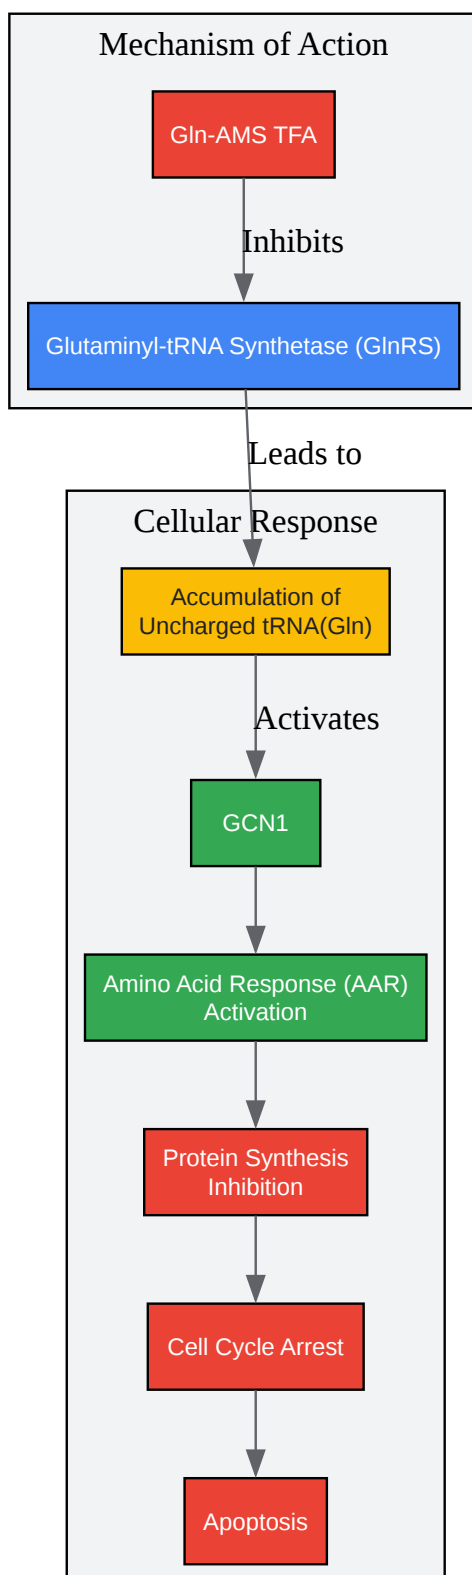 Mechanism of Action
Gln-AMS TFA
Inhibits
Glutaminyl-tRNA Synthetase (GlnRS)
Leads to
Cellular Response
Accumulation of
Uncharged tRNA(Gln)
Activates
GCN1
Amino Acid Response (AAR)
Activation
Protein Synthesis
Inhibition
Cell Cycle Arrest
Apoptosis